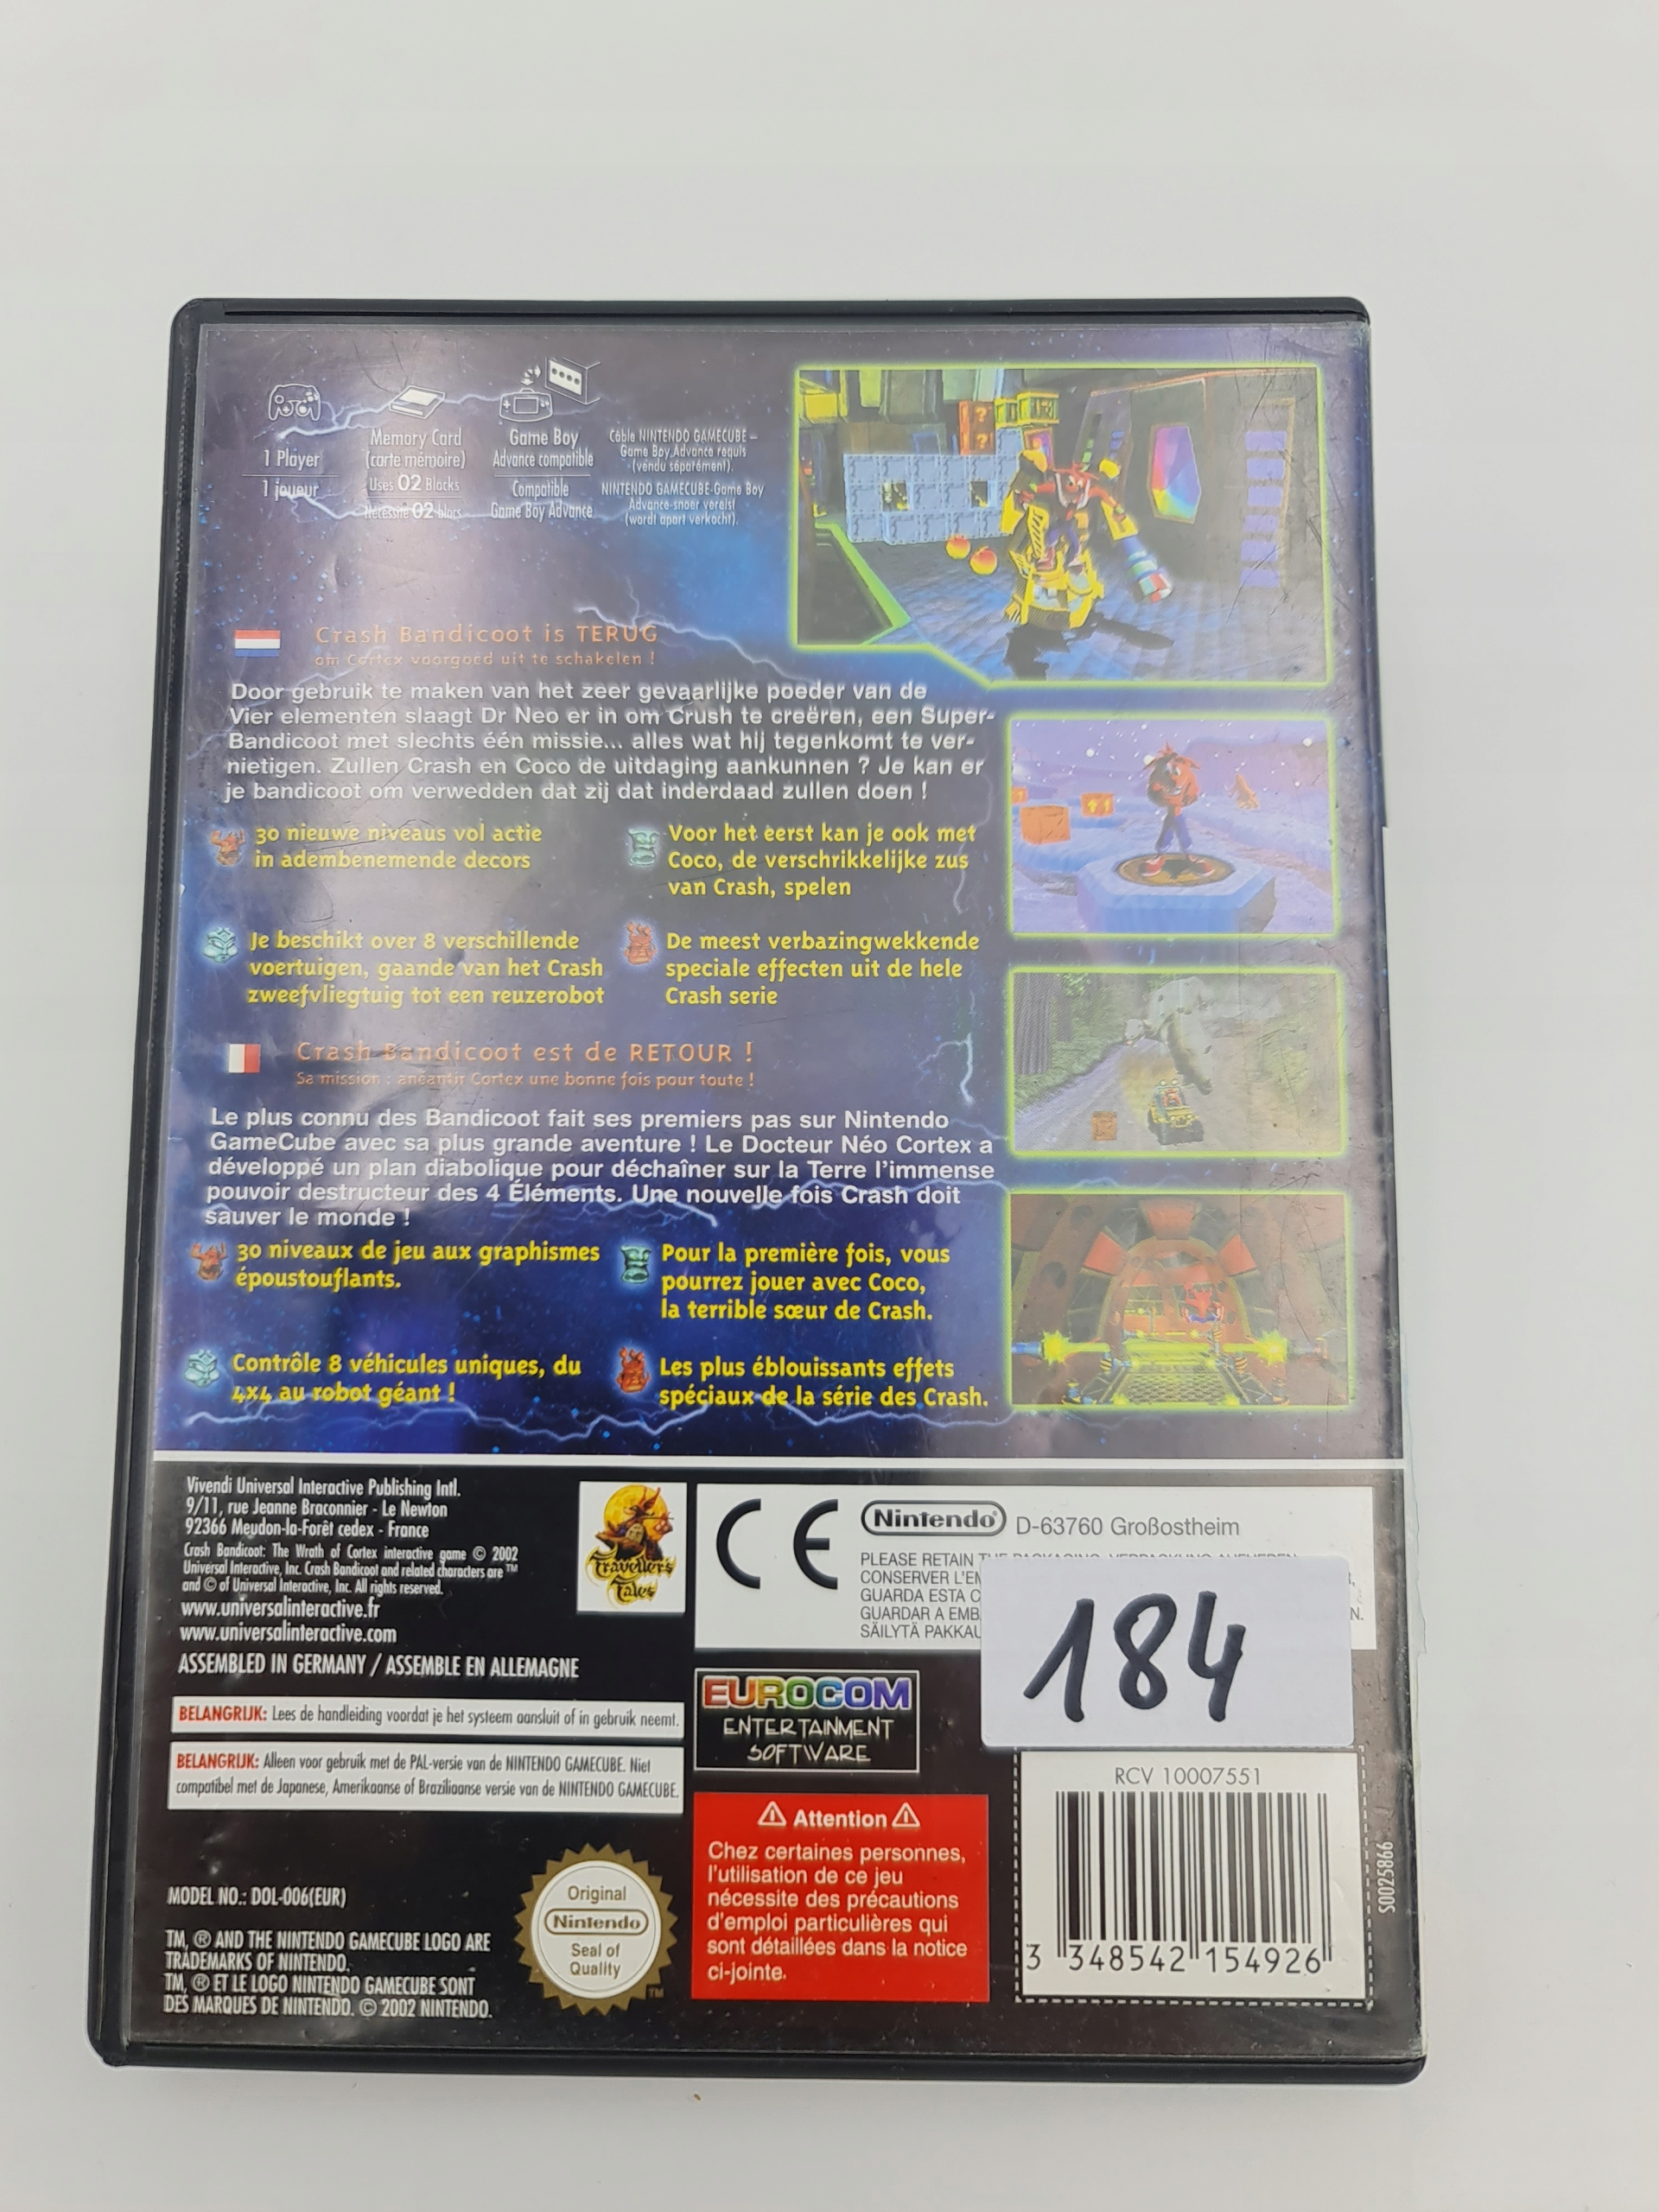 1 Player
1 joueur
Memory Card
(carte mémoire)
Uses 02 Blocks
Nécessite 02 blocs
Game Boy
Advance compatible
Compatible
Game Boy Advance
Câble NINTENDO GAMECUBE –
Game Boy Advance requis
(vendu séparément).
NINTENDO GAMECUBE-Game Boy
Advance-snoer vereist
(wordt apart verkocht).
Crash Bandicoot is TERUG
om Cortex voorgoed uit te schakelen !
Door gebruik te maken van het zeer gevaarlijke poeder van de
Vier elementen slaagt Dr Neo er in om Crush te creëren, een Super-
Bandicoot met slechts één missie... alles wat hij tegenkomt te ver-
nietigen. Zullen Crash en Coco de uitdaging aankunnen ? Je kan er
je bandicoot om verwedden dat zij dat inderdaad zullen doen !
30 nieuwe niveaus vol actie
in adembenemende decors
Voor het eerst kan je ook met
Coco, de verschrikkelijke zus
van Crash, spelen
Je beschikt over 8 verschillende
voertuigen, gaande van het Crash
zweefvliegtuig tot een reuzerobot
De meest verbazingwekkende
speciale effecten uit de hele
Crash serie
Crash Bandicoot est de RETOUR !
Sa mission : anéantir Cortex une bonne fois pour toute !
Le plus connu des Bandicoot fait ses premiers pas sur Nintendo
GameCube avec sa plus grande aventure ! Le Docteur Néo Cortex a
développé un plan diabolique pour déchaîner sur la Terre l'immense
pouvoir destructeur des 4 Éléments. Une nouvelle fois Crash doit
sauver le monde !
30 niveaux de jeu aux graphismes
époustouflants.
Pour la première fois, vous
pourrez jouer avec Coco,
la terrible sœur de Crash.
Contrôle 8 véhicules uniques, du
4x4 au robot géant !
Les plus éblouissants effets
spéciaux de la série des Crash.
Vivendi Universal Interactive Publishing Intl.
9/11, rue Jeanne Braconnier - Le Newton
92366 Meudon-la-Forêt cedex - France
Crash Bandicoot: The Wrath of Cortex interactive game © 2002
Universal Interactive, Inc. Crash Bandicoot and related characters are ™
and © of Universal Interactive, Inc. All rights reserved.
www.universalinteractive.fr
www.universalinteractive.com
ASSEMBLED IN GERMANY / ASSEMBLE EN ALLEMAGNE
Traveller's
Tales
CE
Nintendo® D-63760 Großostheim
PLEASE RETAIN THE PACKAGING. VERPACKUNG AUFHEBEN.
CONSERVER L'EM
GUARDA ESTA C
GUARDAR A EMB N.
SÄILYTÄ PAKKAU
184
EUROCOM
ENTERTAINMENT
SOFTWARE
BELANGRIJK: Lees de handleiding voordat je het systeem aansluit of in gebruik neemt.
BELANGRIJK: Alleen voor gebruik met de PAL-versie van de NINTENDO GAMECUBE. Niet
compatibel met de Japanese, Amerikaanse of Braziliaanse versie van de NINTENDO GAMECUBE.
MODEL NO.: DOL-006(EUR)
TM, ® AND THE NINTENDO GAMECUBE LOGO ARE
TRADEMARKS OF NINTENDO.
TM, ® ET LE LOGO NINTENDO GAMECUBE SONT
DES MARQUES DE NINTENDO. © 2002 NINTENDO.
Original
Nintendo
Seal of
Quality
TM
Attention
Chez certaines personnes,
l'utilisation de ce jeu
nécessite des précautions
d'emploi particulières qui
sont détaillées dans la notice
ci-jointe.
RCV 10007551
3 348542 154926
S0025866